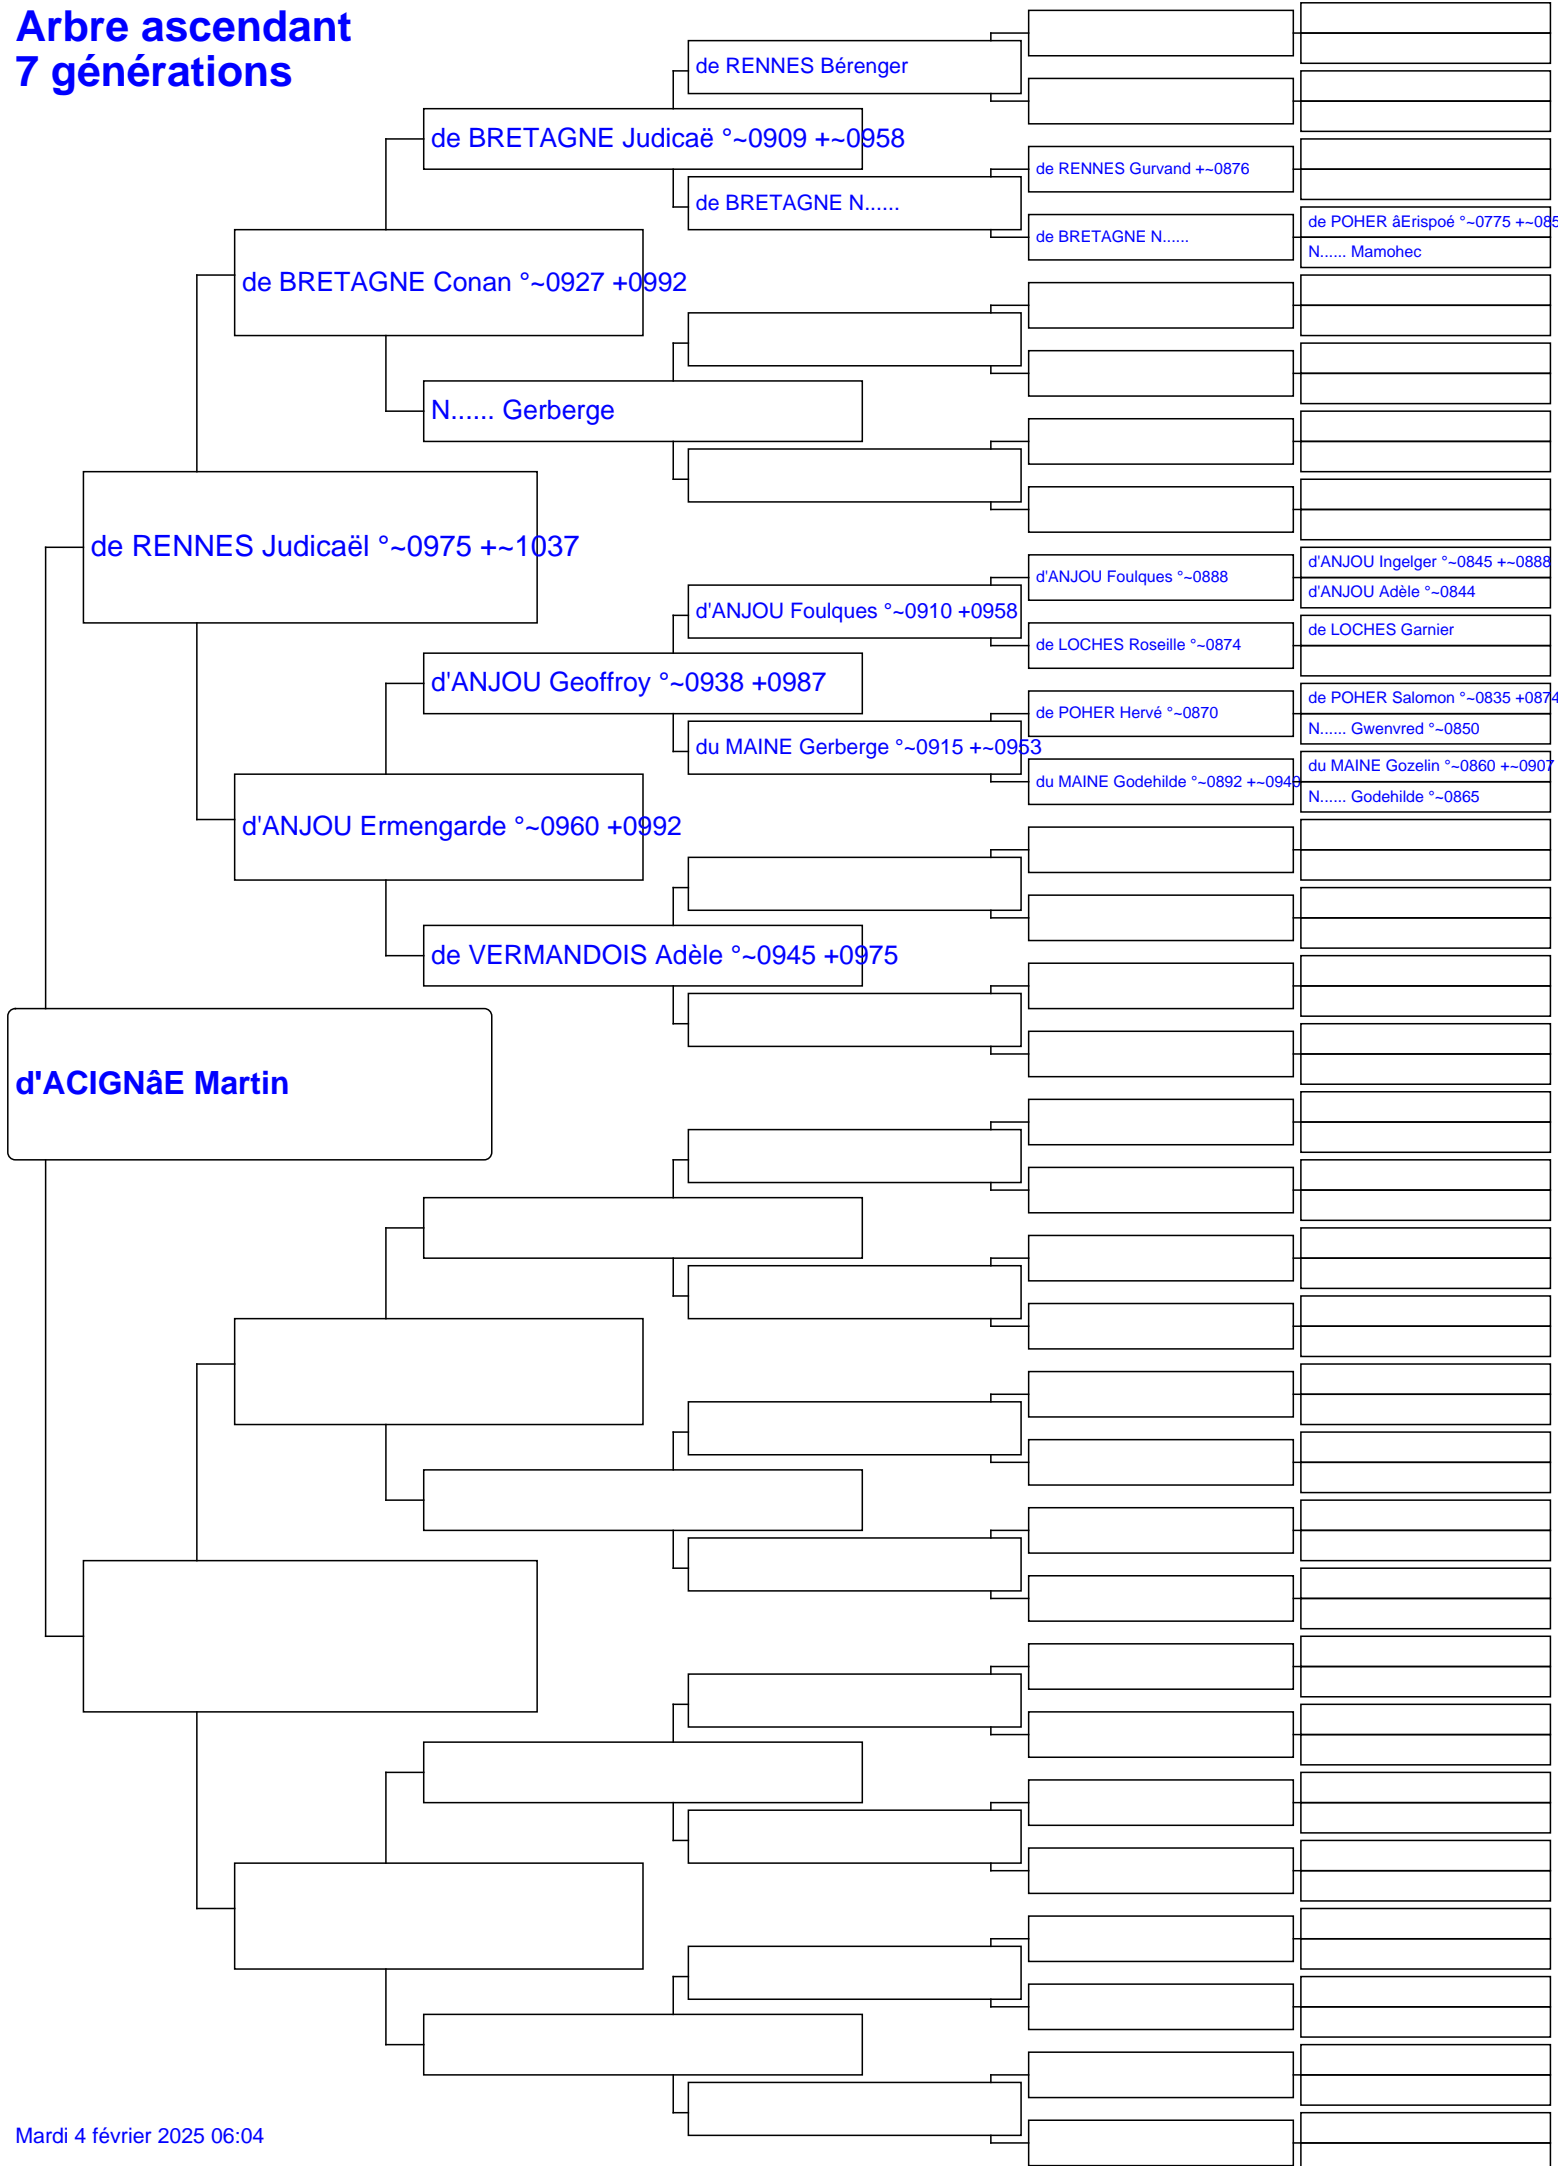 Arbre ascendant
7 générations
de RENNES Bérenger
de BRETAGNE Judicaë °~0909 +~0958
de RENNES Gurvand +~0876
de BRETAGNE N......
de POHER âErispoé °~0775 +~085
de BRETAGNE N......
N...... Mamohec
de BRETAGNE Conan °~0927 +0992
N...... Gerberge
de RENNES Judicaël °~0975 +~1037
d'ANJOU Ingelger °~0845 +~0888
d'ANJOU Foulques °~0888
d'ANJOU Adèle °~0844
d'ANJOU Foulques °~0910 +0958
de LOCHES Garnier
de LOCHES Roseille °~0874
d'ANJOU Geoffroy °~0938 +0987
de POHER Salomon °~0835 +0874
de POHER Hervé °~0870
N...... Gwenvred °~0850
du MAINE Gerberge °~0915 +~0953
du MAINE Gozelin °~0860 +~0907
du MAINE Godehilde °~0892 +~0940
N...... Godehilde °~0865
d'ANJOU Ermengarde °~0960 +0992
de VERMANDOIS Adèle °~0945 +0975
d'ACIGNâE Martin
Mardi 4 février 2025 06:04